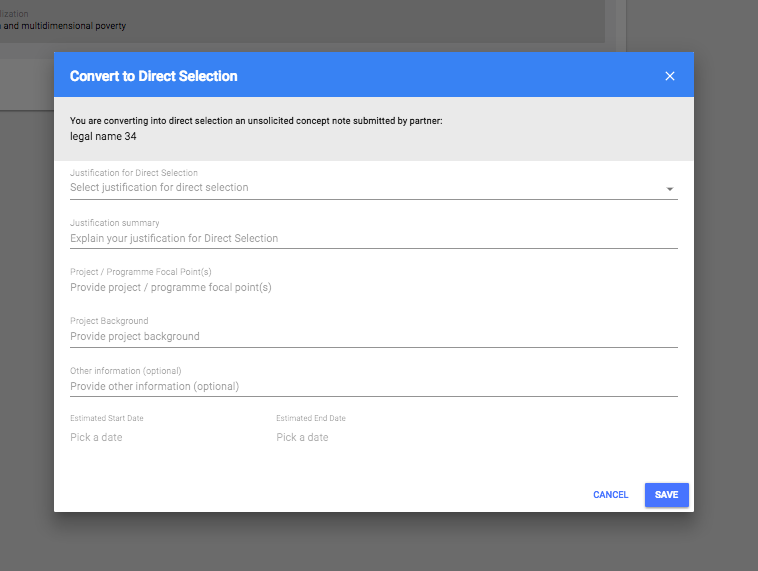 and multidimensional poverty
Convert to Direct Selection
You are converting into direct selection an unsolicited concept note submitted by partner:
legal name 34
Justification for Direct Selection
Select justification for direct selection
Justification summary
Explain your justification for Direct Selection
Project / Programme Focal Point(s)
Provide project / programme focal point(s)
Project Background
Provide project background
Other information (optional)
Provide other information (optional)
Estimated Start Date Estimated End Date
Pick a date Pick a date
CANCEL SAVE